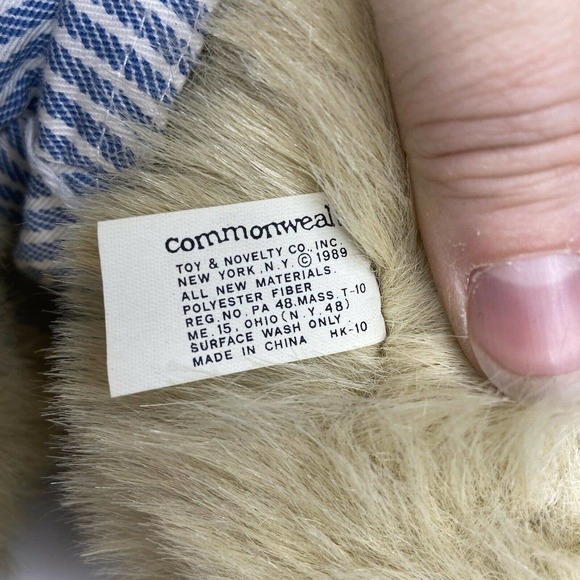 commonweal
TOY & NOVELTY CO., INC.
NEW YORK, N.Y. © 1989
ALL NEW MATERIALS.
POLYESTER FIBER
REG. NO. PA 48. MASS. T-10
ME. 15, OHIO (N.Y. 48)
SURFACE WASH ONLY
MADE IN CHINA HK-10